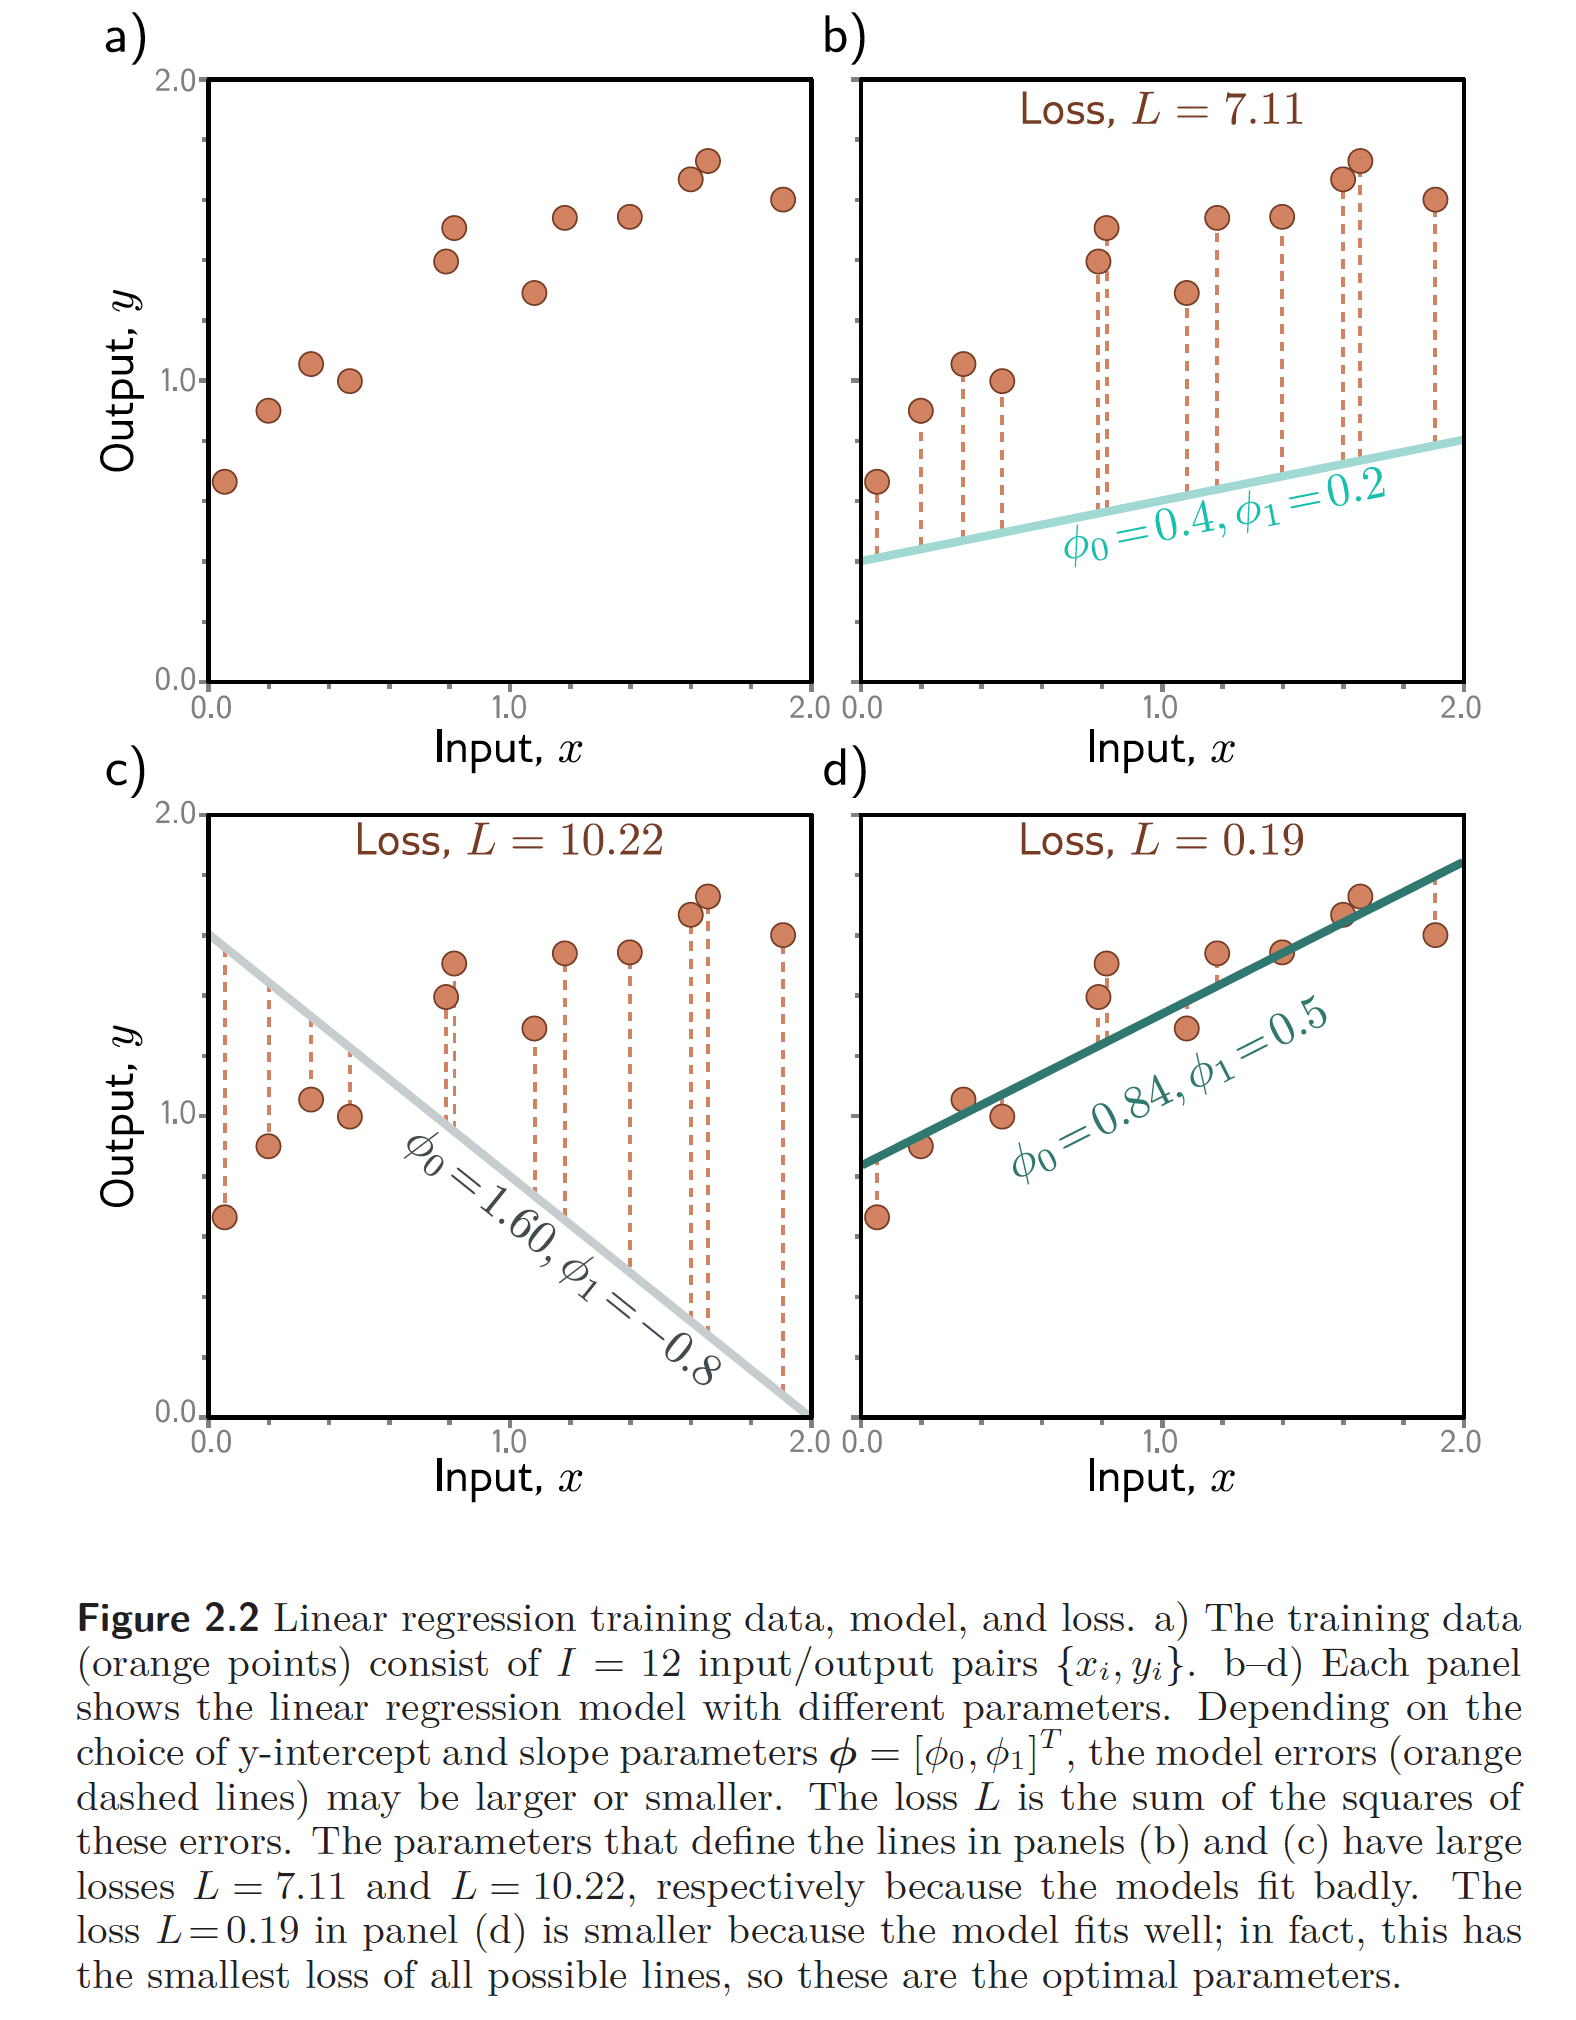 a)
2.0
1.0
0.0
Output, y
0.0
1.0
2.0
Input, x
b)
Loss, L = 7.11
ϕ0 = 0.4, ϕ1 = 0.2
0.0
1.0
2.0
Input, x
c)
2.0
1.0
0.0
Output, y
Loss, L = 10.22
ϕ0 = 1.60, ϕ1 = −0.8
0.0
1.0
2.0
Input, x
d)
Loss, L = 0.19
ϕ0 = 0.84, ϕ1 = 0.5
0.0
1.0
2.0
Input, x
Figure 2.2 Linear regression training data, model, and loss. a) The training data
(orange points) consist of I = 12 input/output pairs {xi, yi}. b–d) Each panel
shows the linear regression model with different parameters. Depending on the
choice of y-intercept and slope parameters ϕ = [ϕ0, ϕ1]T, the model errors (orange
dashed lines) may be larger or smaller. The loss L is the sum of the squares of
these errors. The parameters that define the lines in panels (b) and (c) have large
losses L = 7.11 and L = 10.22, respectively because the models fit badly. The
loss L = 0.19 in panel (d) is smaller because the model fits well; in fact, this has
the smallest loss of all possible lines, so these are the optimal parameters.